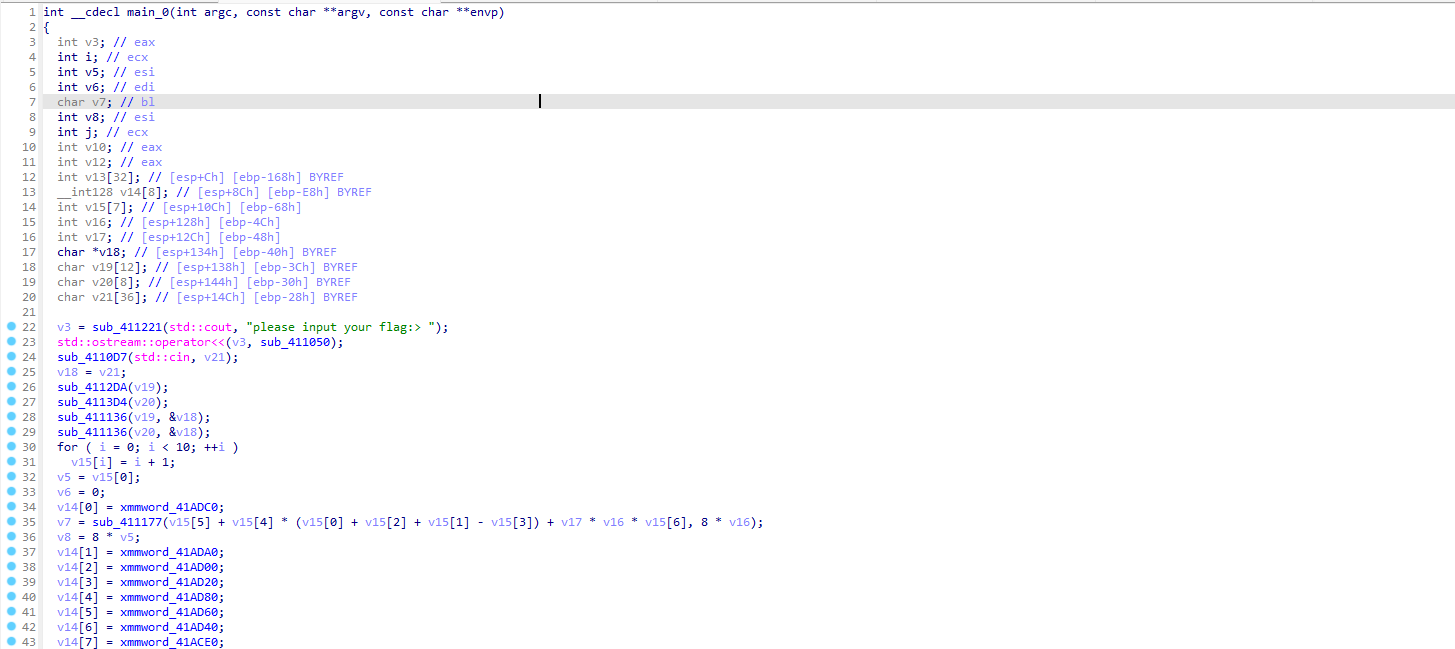 1 int __cdecl main_0(int argc, const char **argv, const char **envp)
2 {
3 int v3; // eax
4 int i; // ecx
5 int v5; // esi
6 int v6; // edi
7 char v7; // bl
8 int v8; // esi
9 int j; // ecx
10 int v10; // eax
11 int v12; // eax
12 int v13[32]; // [esp+Ch] [ebp-168h] BYREF
13 __int128 v14[8]; // [esp+8Ch] [ebp-E8h] BYREF
14 int v15[7]; // [esp+10Ch] [ebp-68h]
15 int v16; // [esp+128h] [ebp-4Ch]
16 int v17; // [esp+12Ch] [ebp-48h]
17 char *v18; // [esp+134h] [ebp-40h] BYREF
18 char v19[12]; // [esp+138h] [ebp-3Ch] BYREF
19 char v20[8]; // [esp+144h] [ebp-30h] BYREF
20 char v21[36]; // [esp+14Ch] [ebp-28h] BYREF
21
22 v3 = sub_411221(std::cout, "please input your flag:> ");
23 std::ostream::operator<<(v3, sub_411050);
24 sub_4110D7(std::cin, v21);
25 v18 = v21;
26 sub_4112DA(v19);
27 sub_4113D4(v20);
28 sub_411136(v19, &v18);
29 sub_411136(v20, &v18);
30 for ( i = 0; i < 10; ++i )
31 v15[i] = i + 1;
32 v5 = v15[0];
33 v6 = 0;
34 v14[0] = xmmword_41ADC0;
35 v7 = sub_411177(v15[5] + v15[4] * (v15[0] + v15[2] + v15[1] - v15[3]) + v17 * v16 * v15[6], 8 * v16);
36 v8 = 8 * v5;
37 v14[1] = xmmword_41ADA0;
38 v14[2] = xmmword_41AD00;
39 v14[3] = xmmword_41AD20;
40 v14[4] = xmmword_41AD80;
41 v14[5] = xmmword_41AD60;
42 v14[6] = xmmword_41AD40;
43 v14[7] = xmmword_41ACE0;